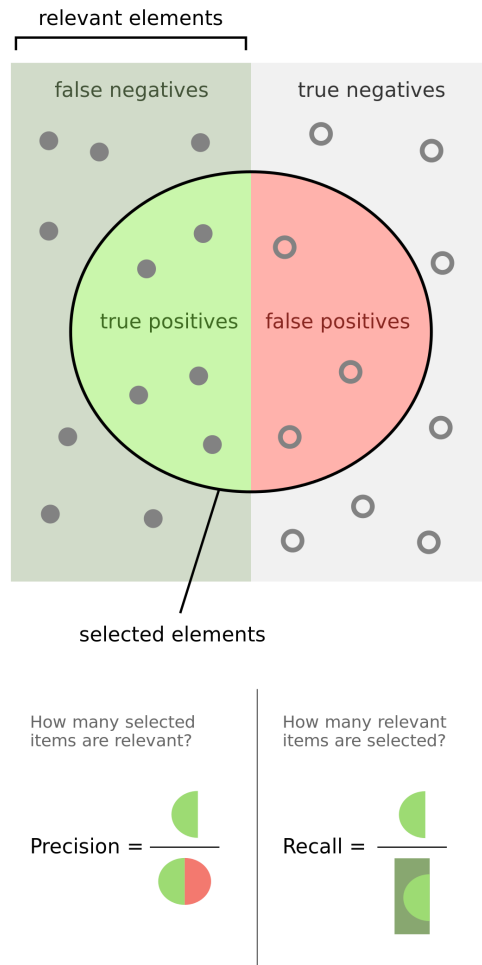 relevant elements
false negatives
true negatives
true positives
false positives
selected elements
How many selected
items are relevant?
How many relevant
items are selected?
Precision =
Recall =